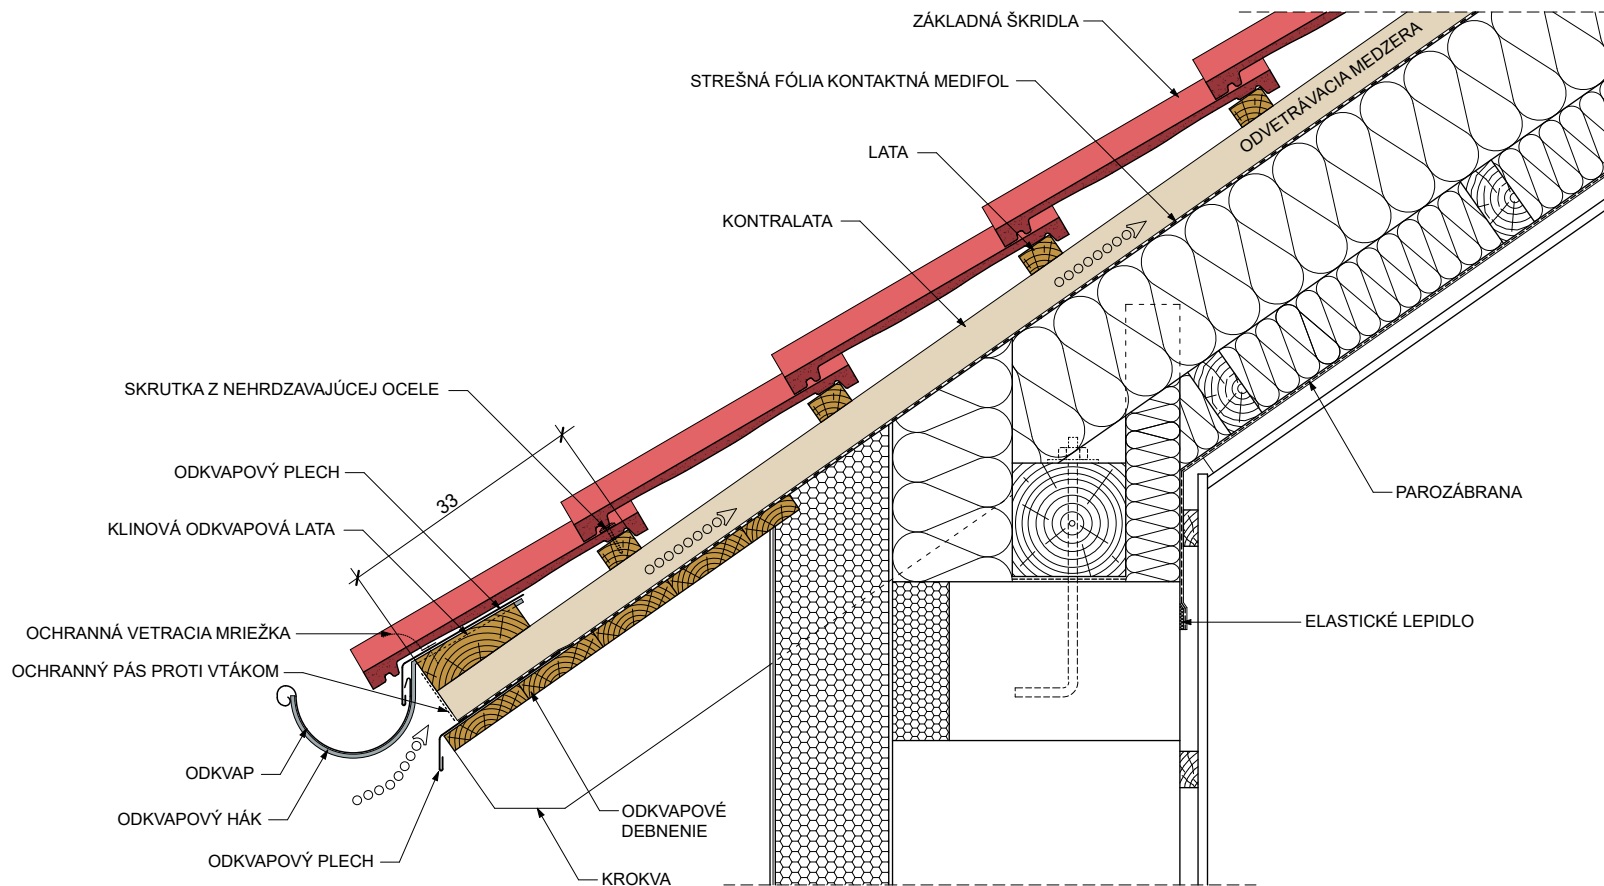 ZÁKLADNÁ ŠKRIDLA
STREŠNÁ FÓLIA KONTAKTNÁ MEDIFOL
ODVETRÁVACIA MEDZERA
LATA
KONTRALATA
SKRUTKA Z NEHRDZAVAJÚCEJ OCELE
ODKVAPOVÝ PLECH
33
KLINOVÁ ODKVAPOVÁ LATA
PAROZÁBRANA
OCHRANNÁ VETRACIA MRIEŽKA
ELASTICKÉ LEPIDLO
OCHRANNÝ PÁS PROTI VTÁKOM
ODKVAP
ODKVAPOVÝ HÁK
ODKVAPOVÉ
DEBNENIE
ODKVAPOVÝ PLECH
KROKVA